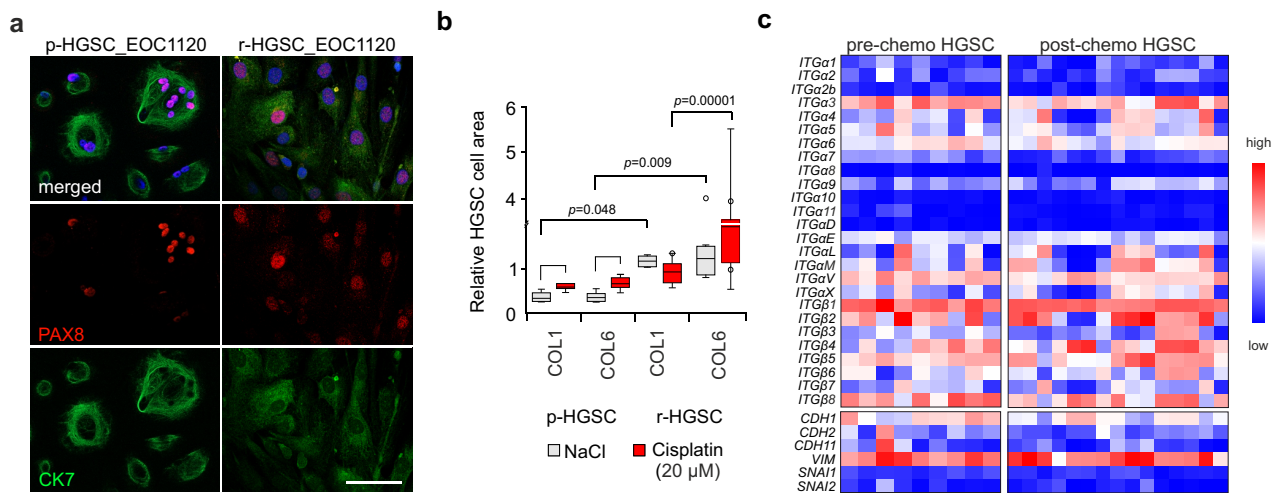 a
p-HGSC_EOC1120
r-HGSC_EOC1120
merged
PAX8
CK7
b
Relative HGSC cell area
6
5
4
1
0
p=0.00001
p=0.009
p=0.048
COL1
COL6
COL1
COL6
p-HGSC
r-HGSC
NaCl
Cisplatin
(20 µM)
c
pre-chemo HGSC
post-chemo HGSC
ITGα1
ITGα2
ITGα2b
ITGα3
ITGα4
ITGα5
ITGα6
ITGα7
ITGα8
ITGα9
ITGα10
ITGα11
ITGαD
ITGαE
ITGαL
ITGαM
ITGαV
ITGαX
ITGβ1
ITGβ2
ITGβ3
ITGβ4
ITGβ5
ITGβ6
ITGβ7
ITGβ8
CDH1
CDH2
CDH11
VIM
SNAI1
SNAI2
high
low